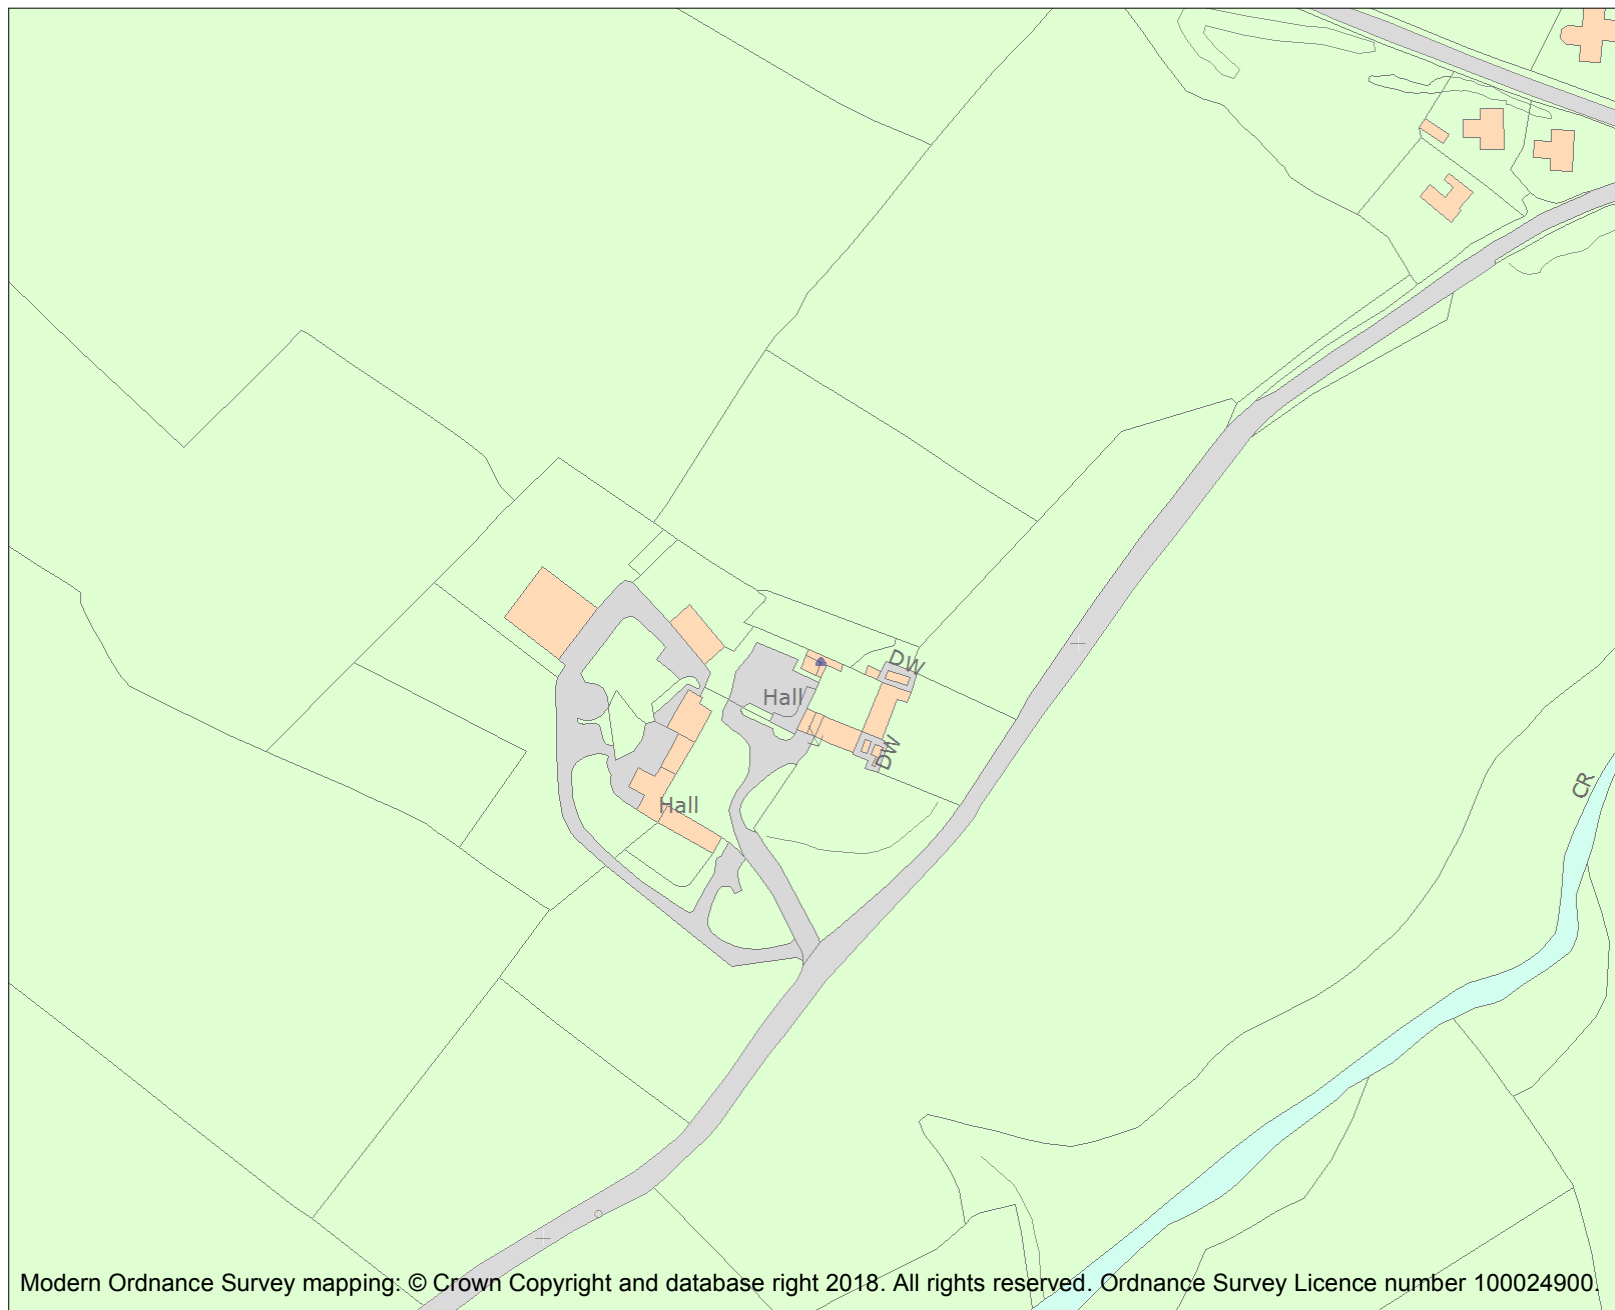 DW
Hall
DW
CR
Hall
Modern Ordnance Survey mapping: © Crown Copyright and database right 2018. All rights reserved. Ordnance Survey Licence number 100024900.